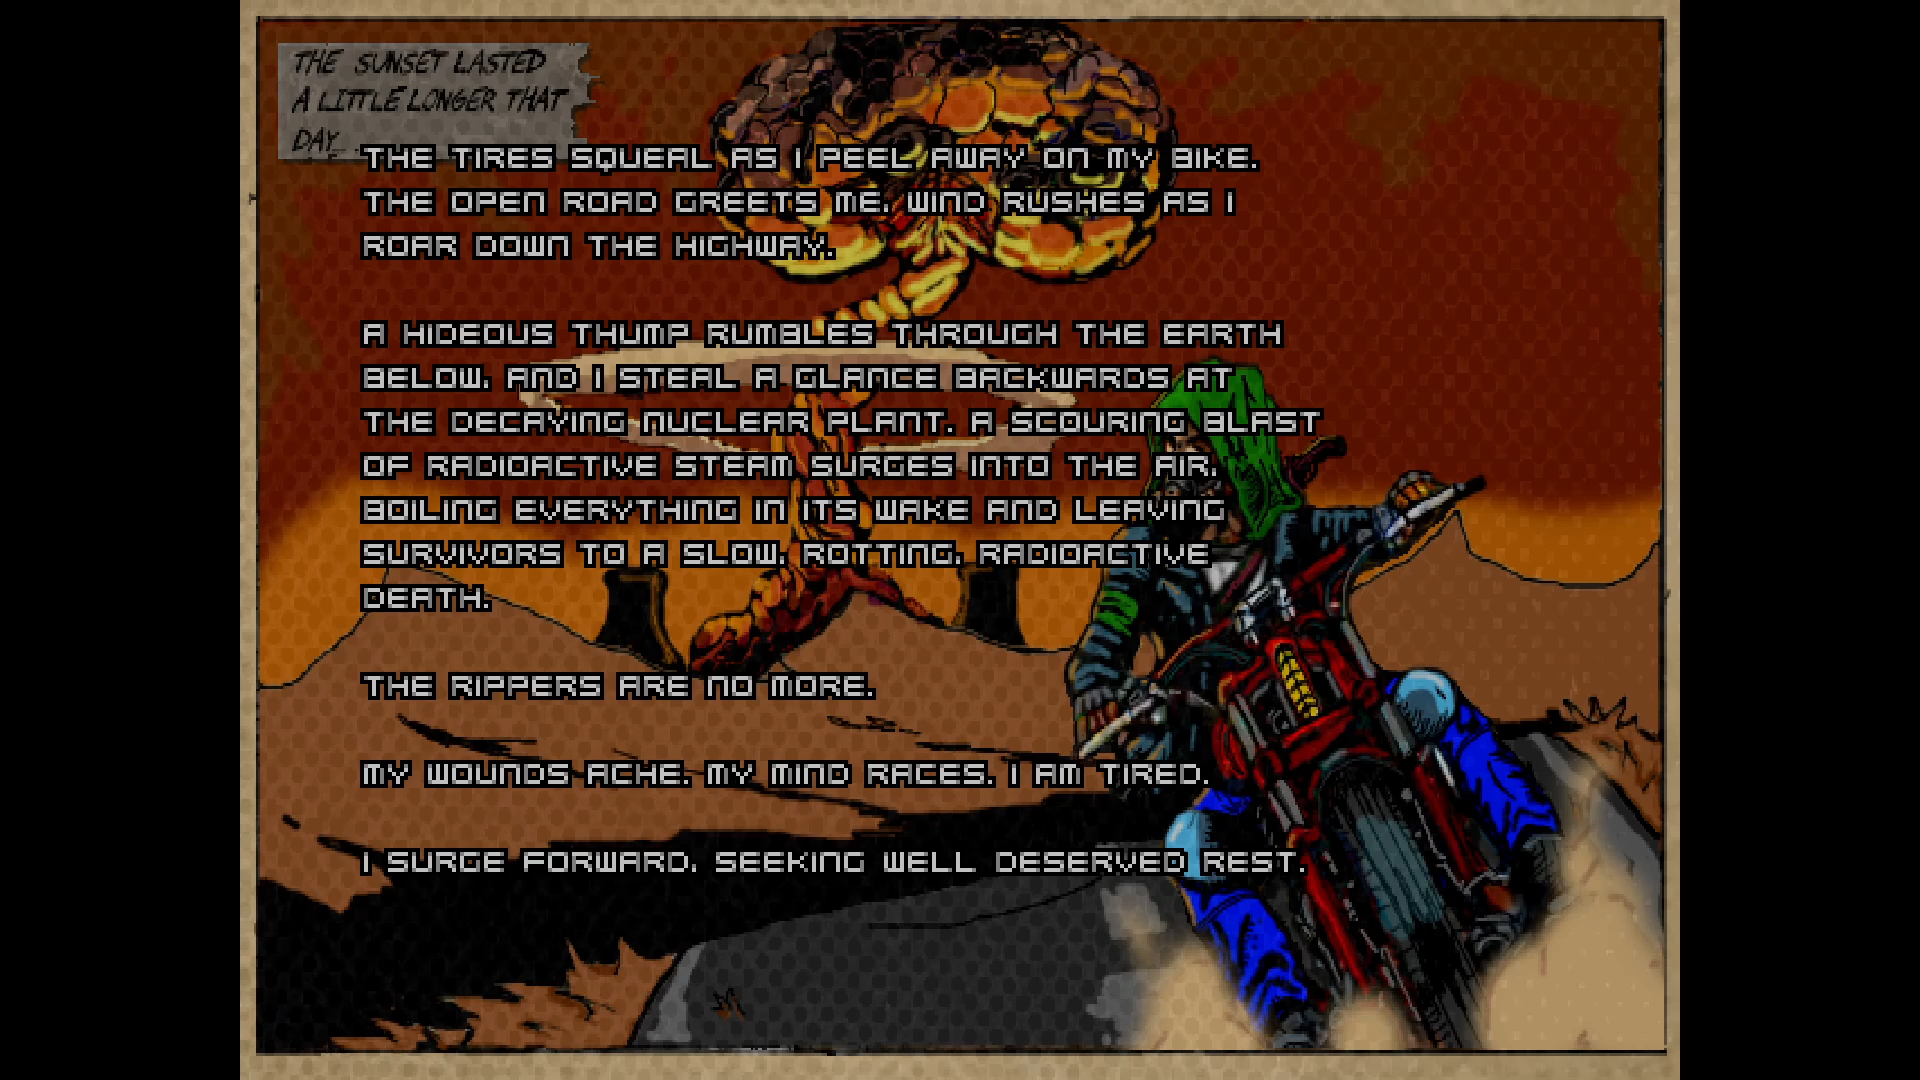 THE SUNSET LASTED
A LITTLE LONGER THAT
DAY...
THE TIRES SQUEAL AS I PEEL AWAY ON MY BIKE.
THE OPEN ROAD GREETS ME. WIND RUSHES AS I
ROAR DOWN THE HIGHWAY.
A HIDEOUS THUMP RUMBLES THROUGH THE EARTH
BELOW, AND I STEAL A GLANCE BACKWARDS AT
THE DECAYING NUCLEAR PLANT. A SCOURING BLAST
OF RADIOACTIVE STEAM SURGES INTO THE AIR,
BOILING EVERYTHING IN ITS WAKE AND LEAVING
SURVIVORS TO A SLOW, ROTTING, RADIOACTIVE
DEATH.
THE RIPPERS ARE NO MORE.
MY WOUNDS ACHE. MY MIND RACES. I AM TIRED.
I SURGE FORWARD, SEEKING WELL DESERVED REST.